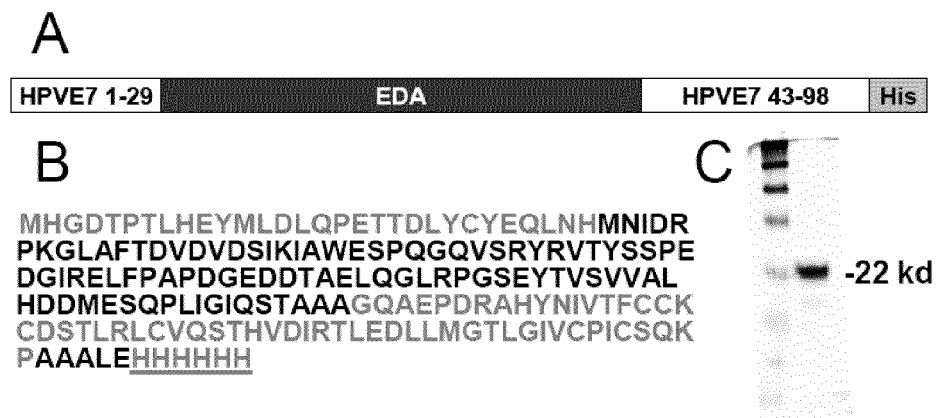 A
HPVE7 1-29 EDA HPVE7 43-98 His
B
C
MHGDTPTLHEYMLDLQPETTDLYCYEQLNHMNIDR
PKGLAFTDVDVDSIKIAWESPQGQVSRYRVTYSSPE
DGIRELFPAPDGEDDTAELQGLRPGSEYTVSVVAL
HDDMESQPLIGIQSTAAAGQAEPDRAHYNIVTFCCK
CDSTLRLCVQSTHVDIRTLEDLLMGTLGIVCPICSQK
PAAALEHHHHHH
-22 kd